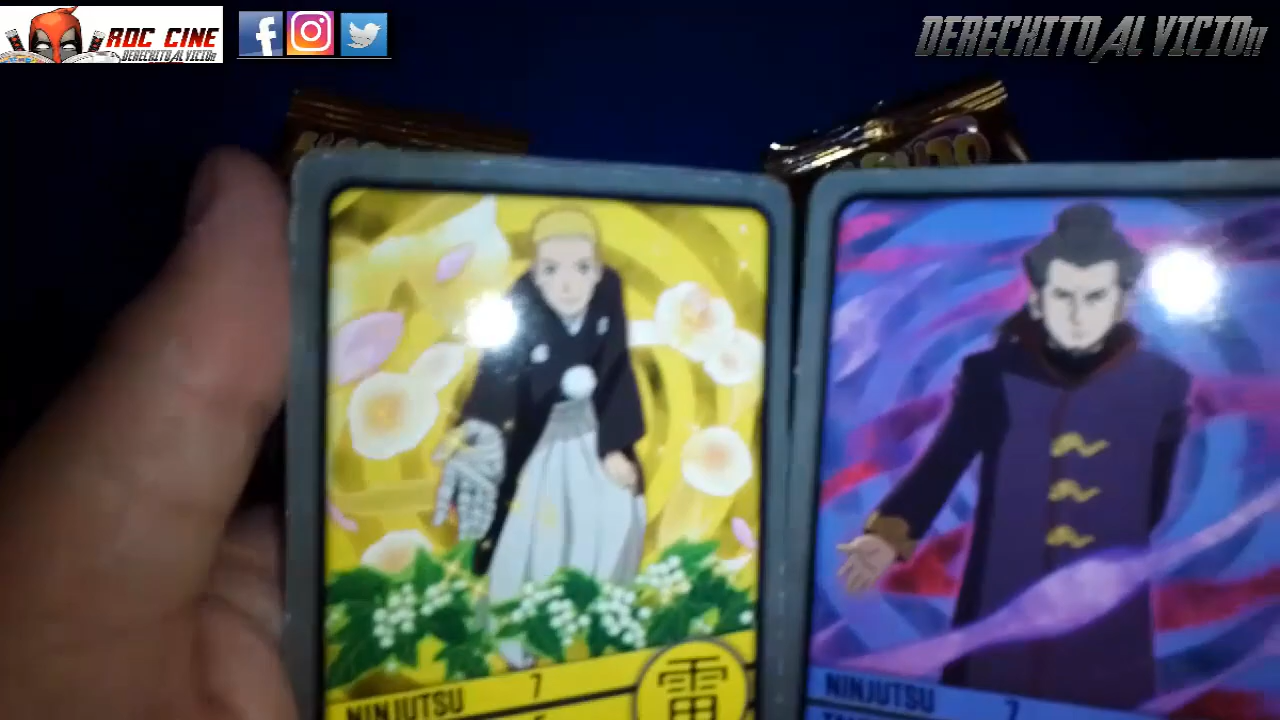 ROC CINE
DERECHITO AL VICIO!!
DERECHITO AL VICIO!!
NINJUTSU 7
雷
NINJUTSU 7